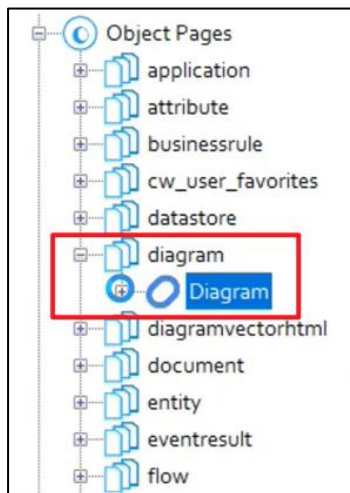 Object Pages
application
attribute
businessrule
cw_user_favorites
datastore
diagram
Diagram
diagramvectorhtml
document
entity
eventresult
flow